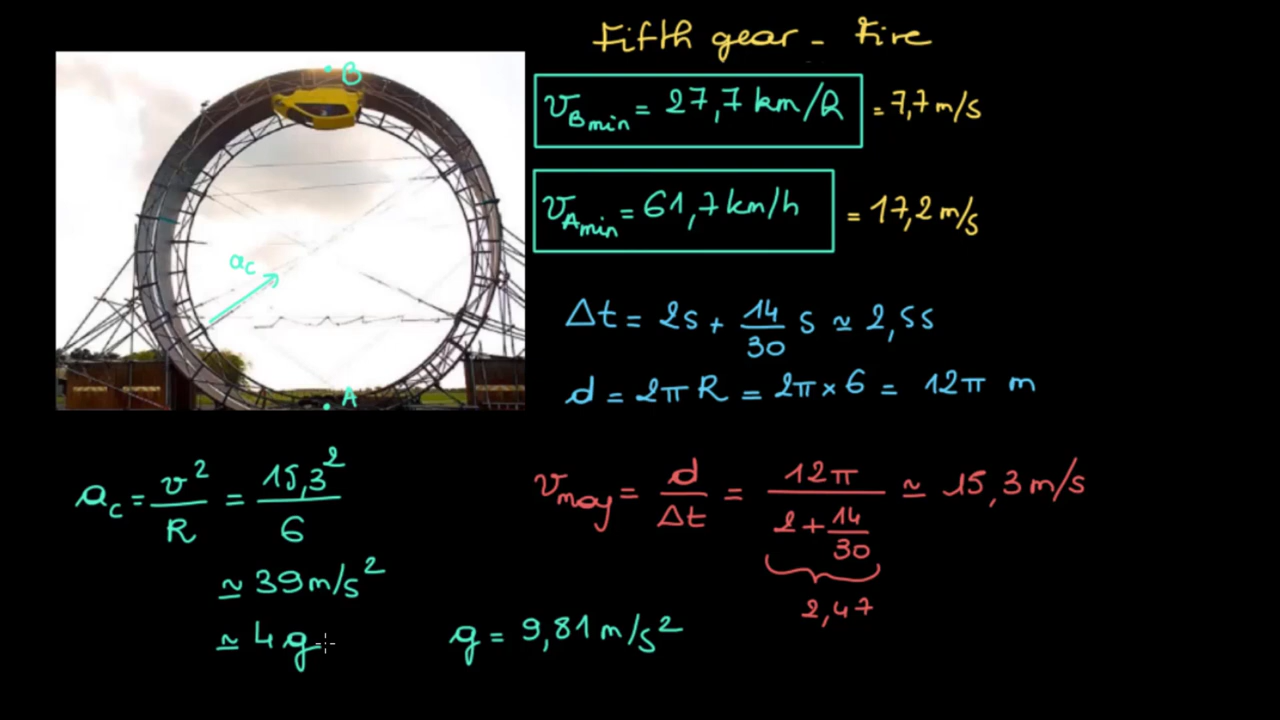 Fifth gear - Fire
B
v_Bmin = 27,7 km/h = 7,7 m/s
v_Amin = 61,7 km/h = 17,2 m/s
a_c
Δt = 2s + 14/30 s ≃ 2,5s
d = 2π R = 2π × 6 = 12π m
A
a_c = v²/R = 15,3²/6
≃ 39 m/s²
≃ 4g
v_moy = d/Δt = 12π/(2 + 14/30) ≃ 15,3 m/s
2,47
g = 9,81 m/s²